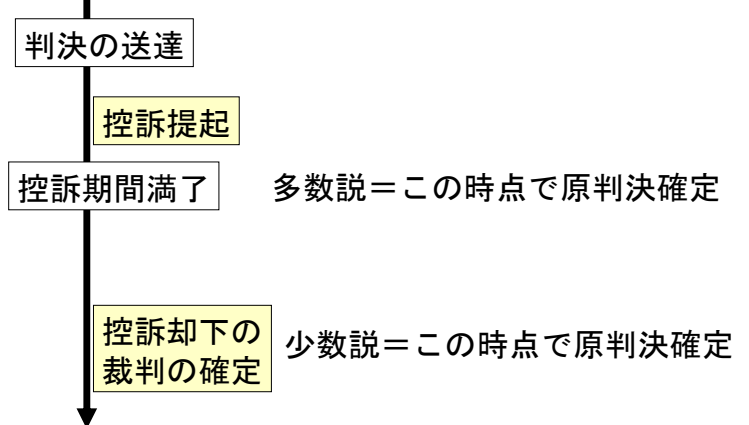 判決の送達
控訴提起
控訴期間満了
多数説＝この時点で原判決確定
控訴却下の
裁判の確定
少数説＝この時点で原判決確定